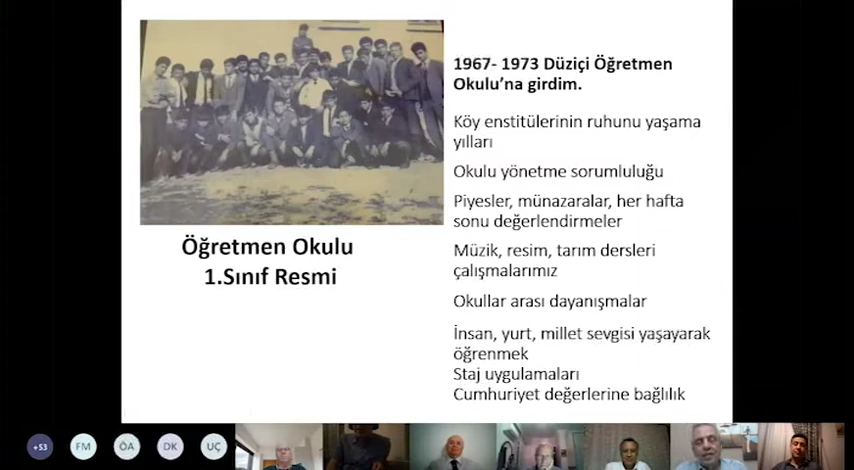 1967- 1973 Düziçi Öğretmen
Okulu'na girdim.
Köy enstitülerinin ruhunu yaşama
yılları
Okulu yönetme sorumluluğu
Piyesler, münazaralar, her hafta
sonu değerlendirmeler
Müzik, resim, tarım dersleri
çalışmalarımız
Okullar arası dayanışmalar
İnsan, yurt, millet sevgisi yaşayarak
öğrenmek
Staj uygulamaları
Cumhuriyet değerlerine bağlılık
Öğretmen Okulu
1.Sınıf Resmi
+53
FM
ÖA
DK
UÇ